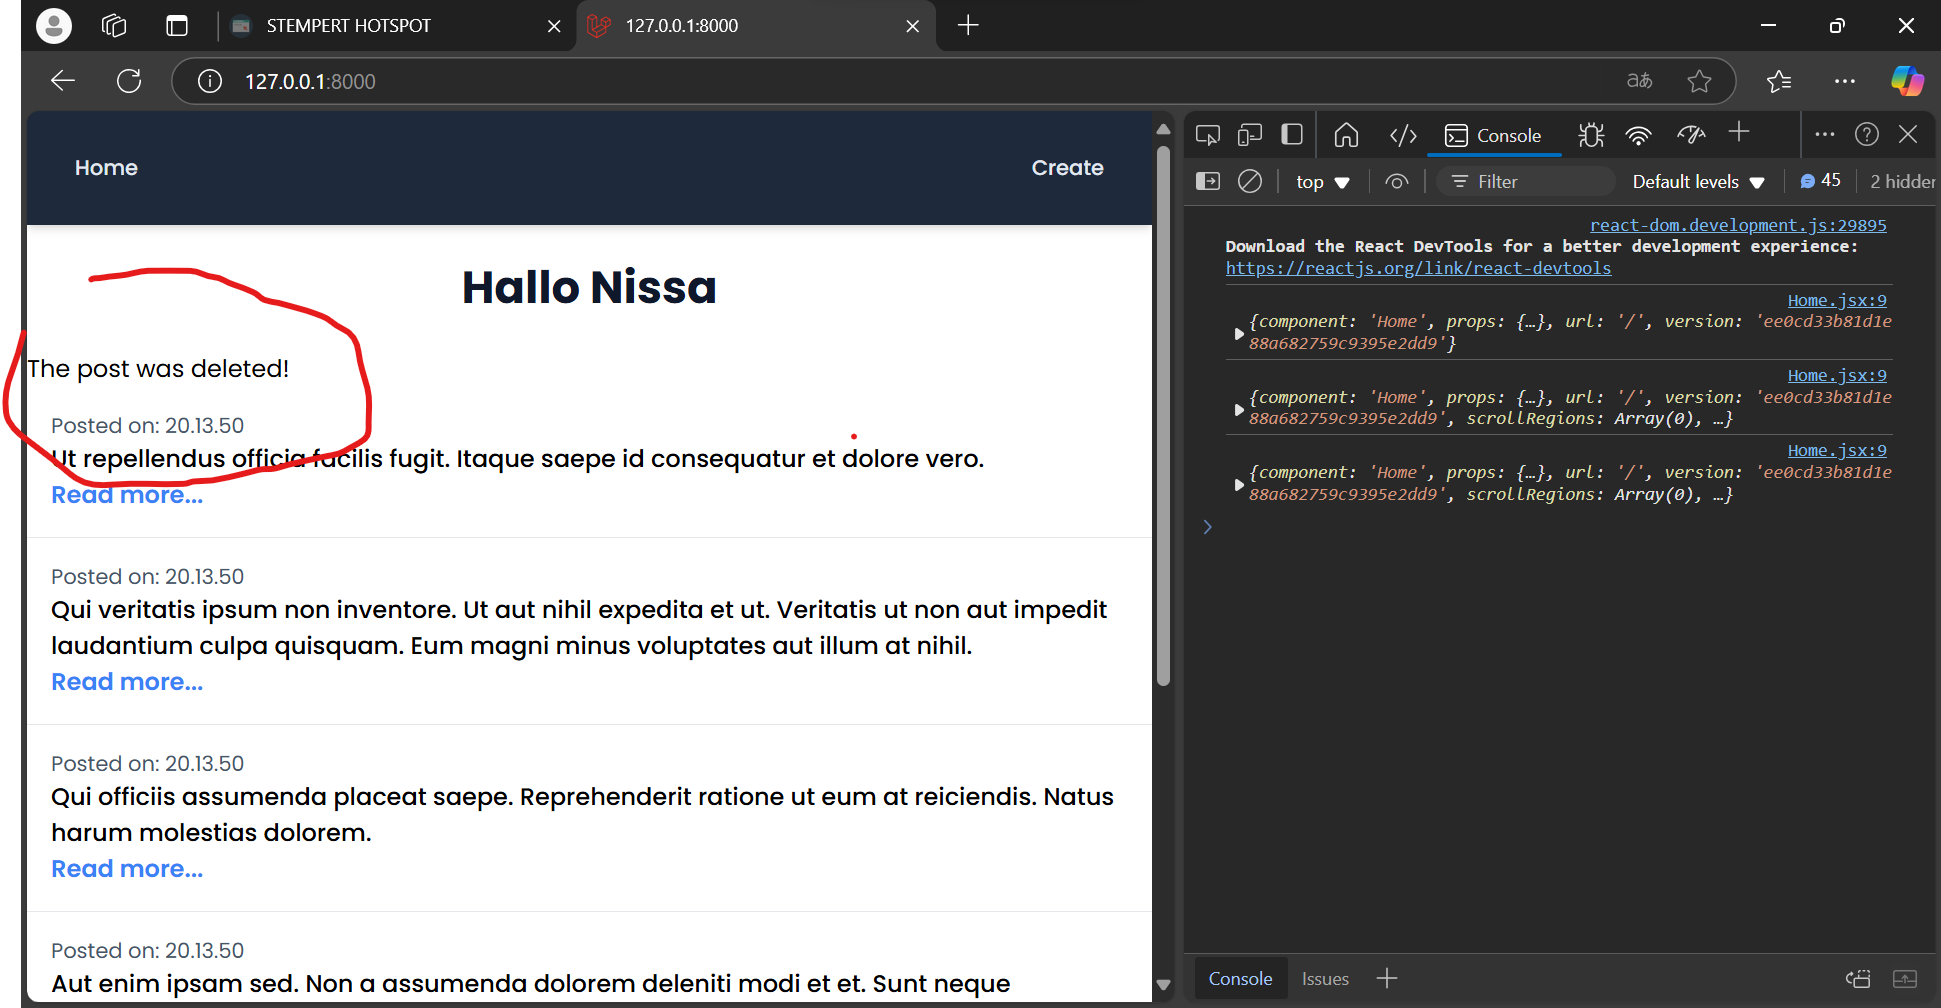 STEMPERT HOTSPOT
127.0.0.1:8000
127.0.0.1:8000
aあ
Home
Create
Hallo Nissa
The post was deleted!
Posted on: 20.13.50
Ut repellendus officia facilis fugit. Itaque saepe id consequatur et dolore vero.
Read more...
Posted on: 20.13.50
Qui veritatis ipsum non inventore. Ut aut nihil expedita et ut. Veritatis ut non aut impedit
laudantium culpa quisquam. Eum magni minus voluptates aut illum at nihil.
Read more...
Posted on: 20.13.50
Qui officiis assumenda placeat saepe. Reprehenderit ratione ut eum at reiciendis. Natus
harum molestias dolorem.
Read more...
Posted on: 20.13.50
Aut enim ipsam sed. Non a assumenda dolorem deleniti modi et et. Sunt neque
Console
top
Filter
Default levels
45
2 hidden
react-dom.development.js:29895
Download the React DevTools for a better development experience:
https://reactjs.org/link/react-devtools
Home.jsx:9
{component: 'Home', props: {…}, url: '/', version: 'ee0cd33b81d1e
88a682759c9395e2dd9'}
Home.jsx:9
{component: 'Home', props: {…}, url: '/', version: 'ee0cd33b81d1e
88a682759c9395e2dd9', scrollRegions: Array(0), …}
Home.jsx:9
{component: 'Home', props: {…}, url: '/', version: 'ee0cd33b81d1e
88a682759c9395e2dd9', scrollRegions: Array(0), …}
Console
Issues